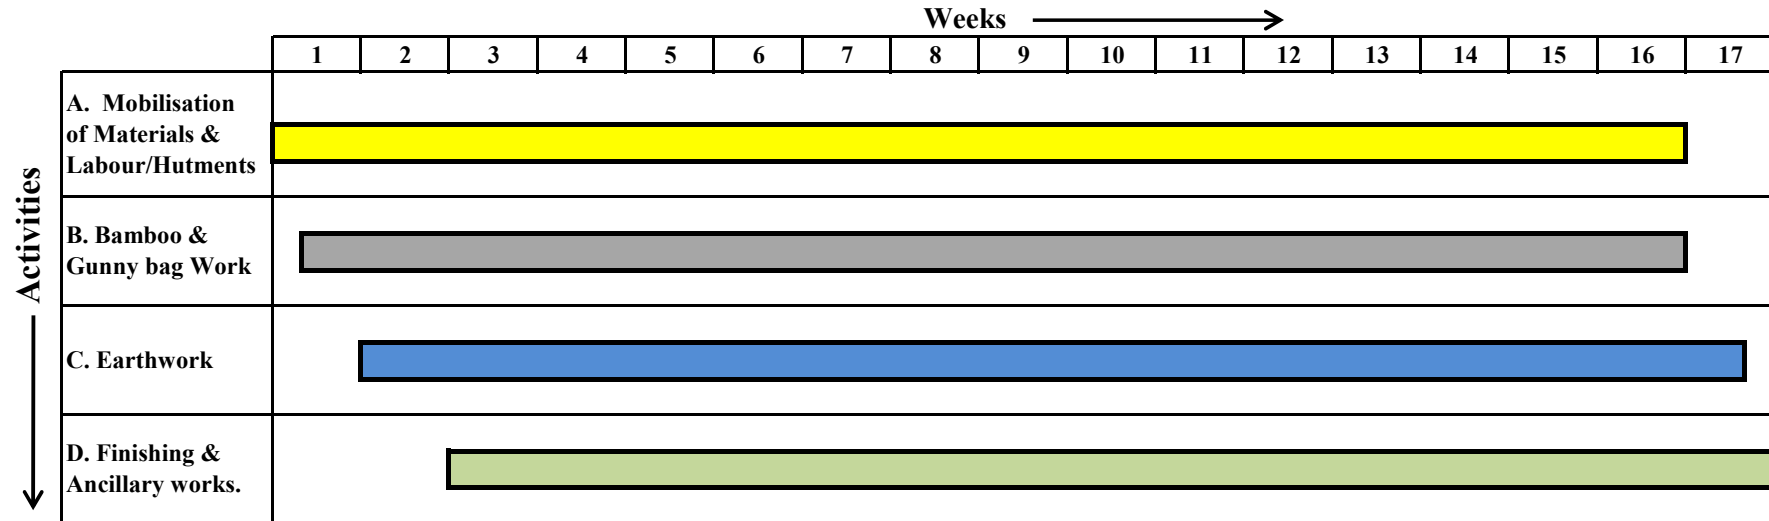 Weeks
1 2 3 4 5 6 7 8 9 10 11 12 13 14 15 16 17
Activities
A. Mobilisation
of Materials &
Labour/Hutments
B. Bamboo &
Gunny bag Work
C. Earthwork
D. Finishing &
Ancillary works.